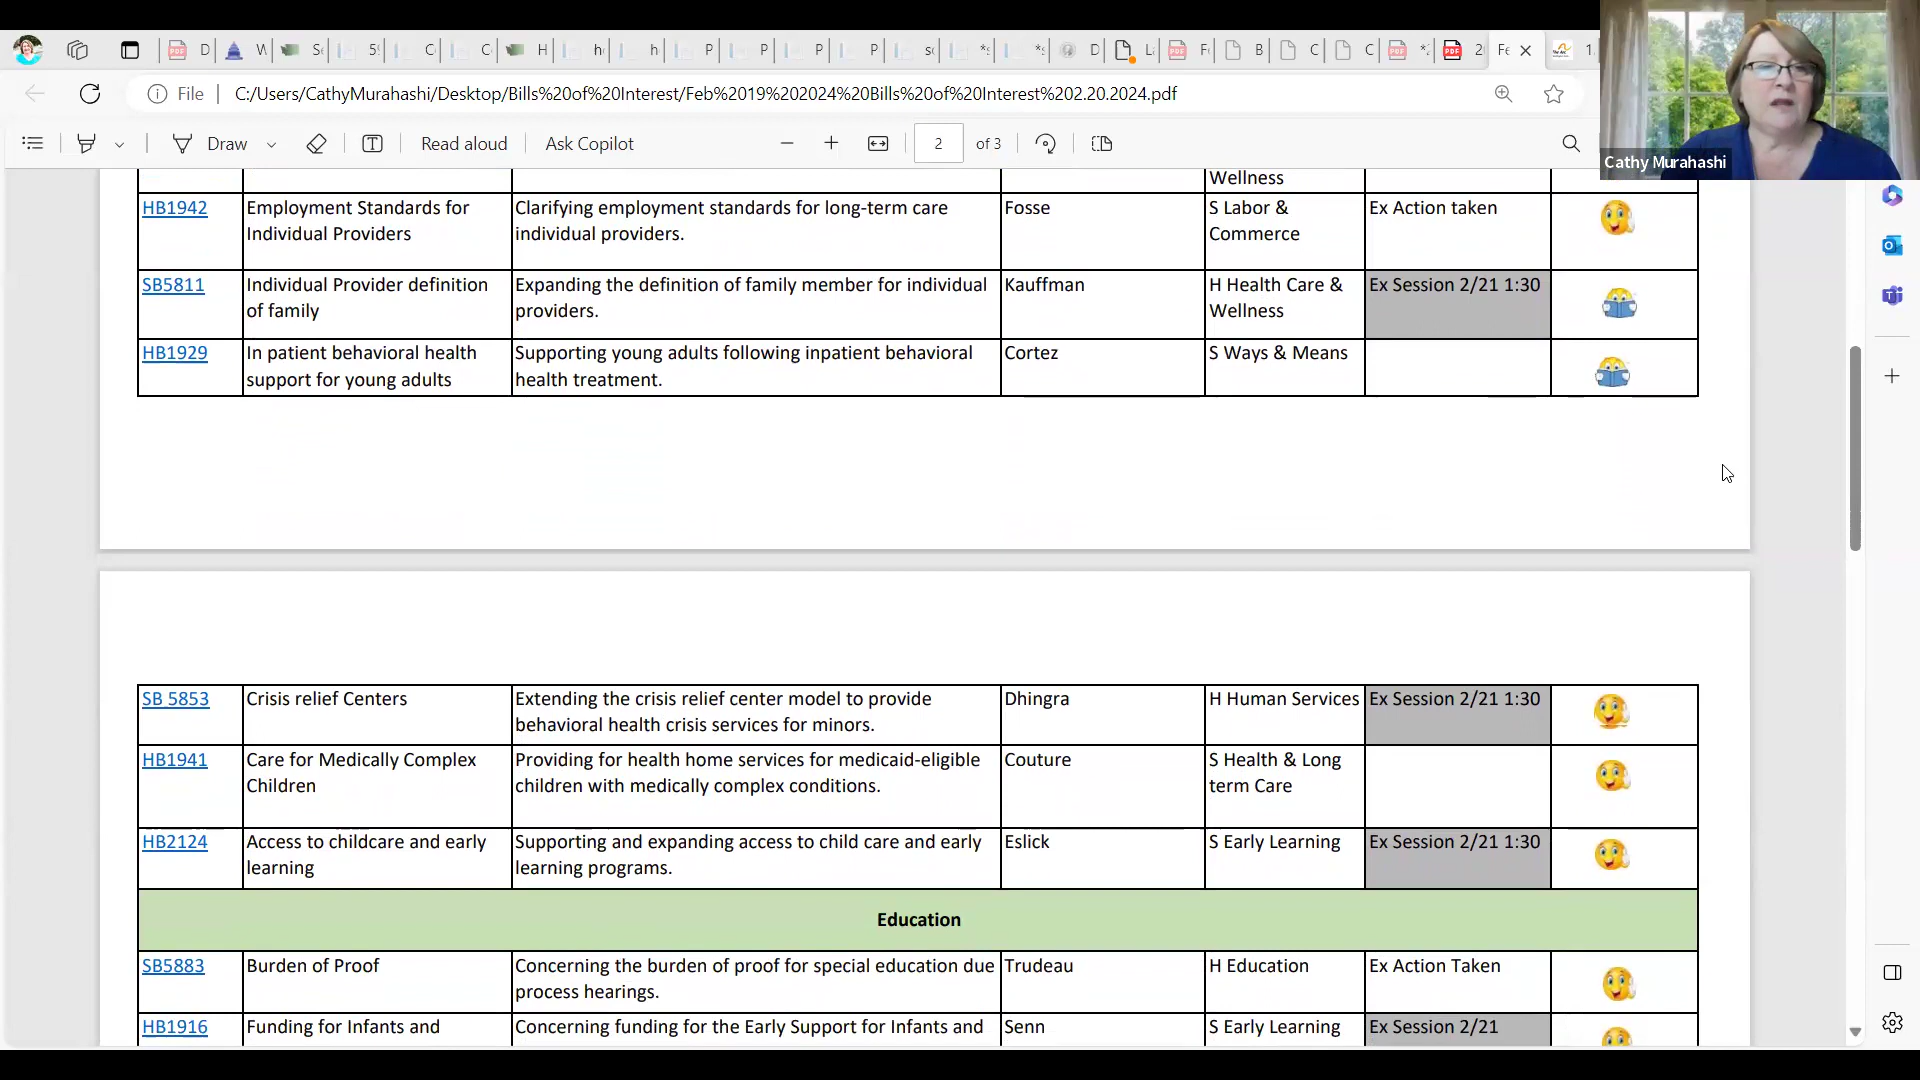 D
W
S
5
C
C
H
h
h
P
P
P
P
s
*s
*s
D
L
F
B
C
C
*2
2
Fe
1
File
C:/Users/CathyMurahashi/Desktop/Bills%20of%20Interest/Feb%2019%202024%20Bills%20of%20Interest%202.20.2024.pdf
Draw
Read aloud
Ask Copilot
2
of 3
Cathy Murahashi
Wellness
HB1942 Employment Standards for Clarifying employment standards for long-term care Fosse S Labor & Ex Action taken
Individual Providers individual providers. Commerce
SB5811 Individual Provider definition Expanding the definition of family member for individual Kauffman H Health Care & Ex Session 2/21 1:30
of family providers. Wellness
HB1929 In patient behavioral health Supporting young adults following inpatient behavioral Cortez S Ways & Means
support for young adults health treatment.
SB 5853 Crisis relief Centers Extending the crisis relief center model to provide Dhingra H Human Services Ex Session 2/21 1:30
behavioral health crisis services for minors.
HB1941 Care for Medically Complex Providing for health home services for medicaid-eligible Couture S Health & Long
Children children with medically complex conditions. term Care
HB2124 Access to childcare and early Supporting and expanding access to child care and early Eslick S Early Learning Ex Session 2/21 1:30
learning learning programs.
Education
SB5883 Burden of Proof Concerning the burden of proof for special education due Trudeau H Education Ex Action Taken
process hearings.
HB1916 Funding for Infants and Concerning funding for the Early Support for Infants and Senn S Early Learning Ex Session 2/21